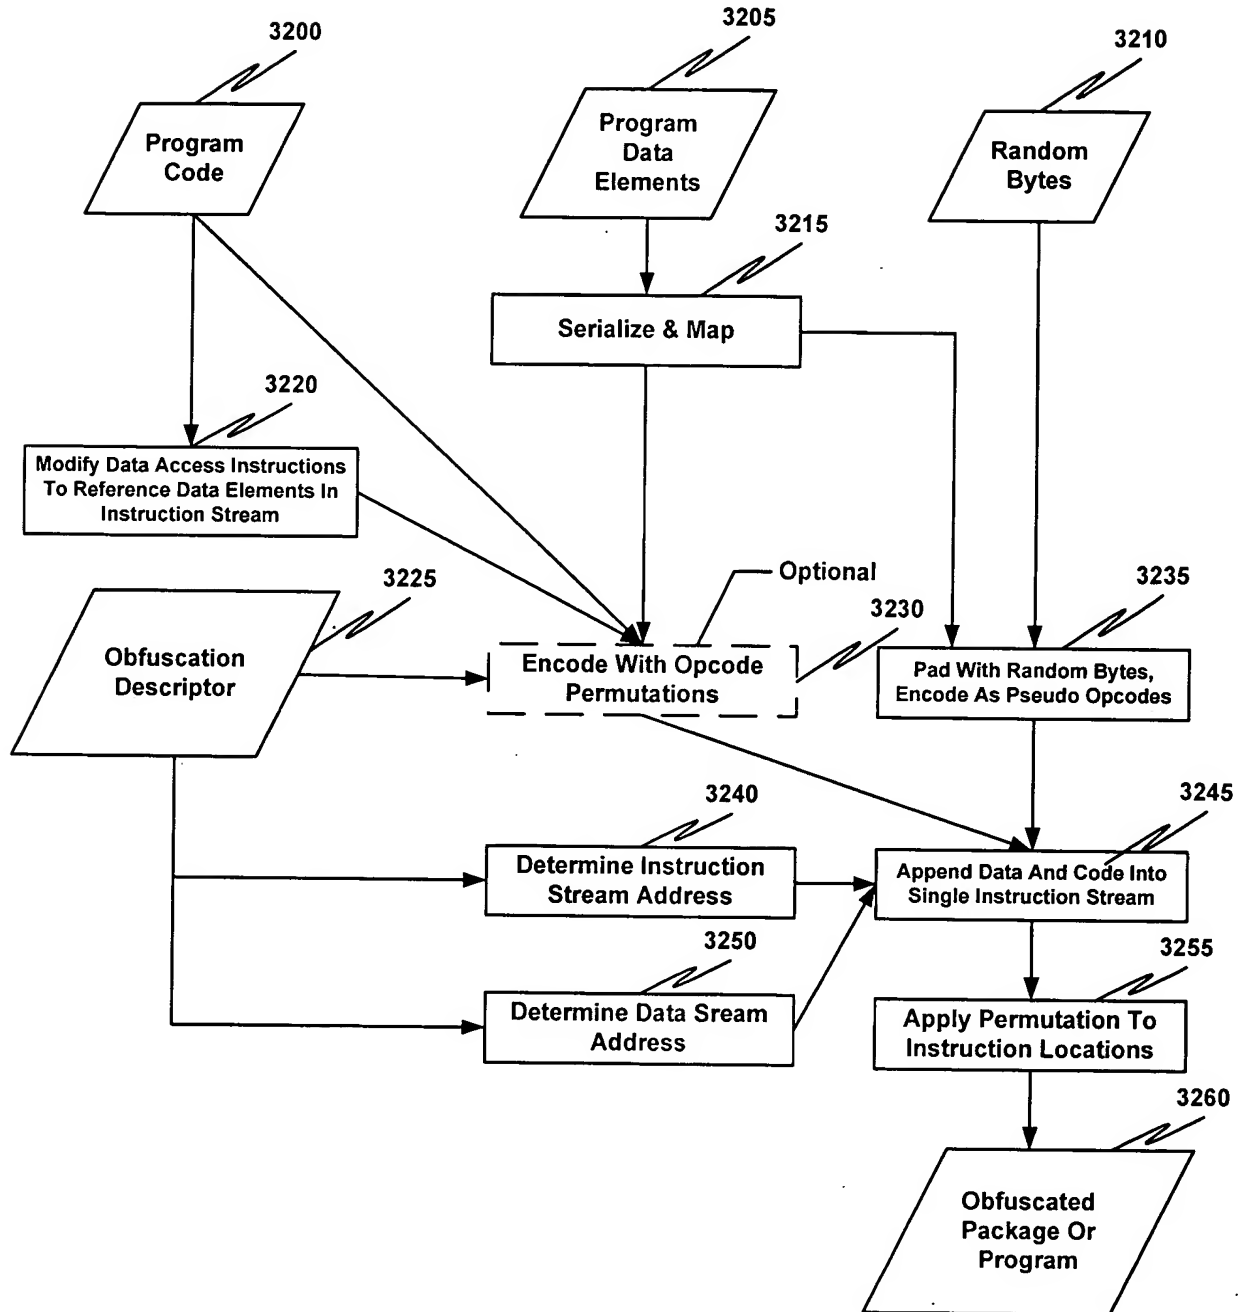 3200
3205
3210
Program
Code
Program
Data
Elements
Random
Bytes
3215
Serialize & Map
3220
Modify Data Access Instructions
To Reference Data Elements In
Instruction Stream
3225
Optional
3235
3230
Obfuscation
Descriptor
Encode With Opcode
Permutations
Pad With Random Bytes,
Encode As Pseudo Opcodes
3240
3245
Determine Instruction
Stream Address
Append Data And Code Into
Single Instruction Stream
3250
3255
Determine Data Sream
Address
Apply Permutation To
Instruction Locations
3260
Obfuscated
Package Or
Program